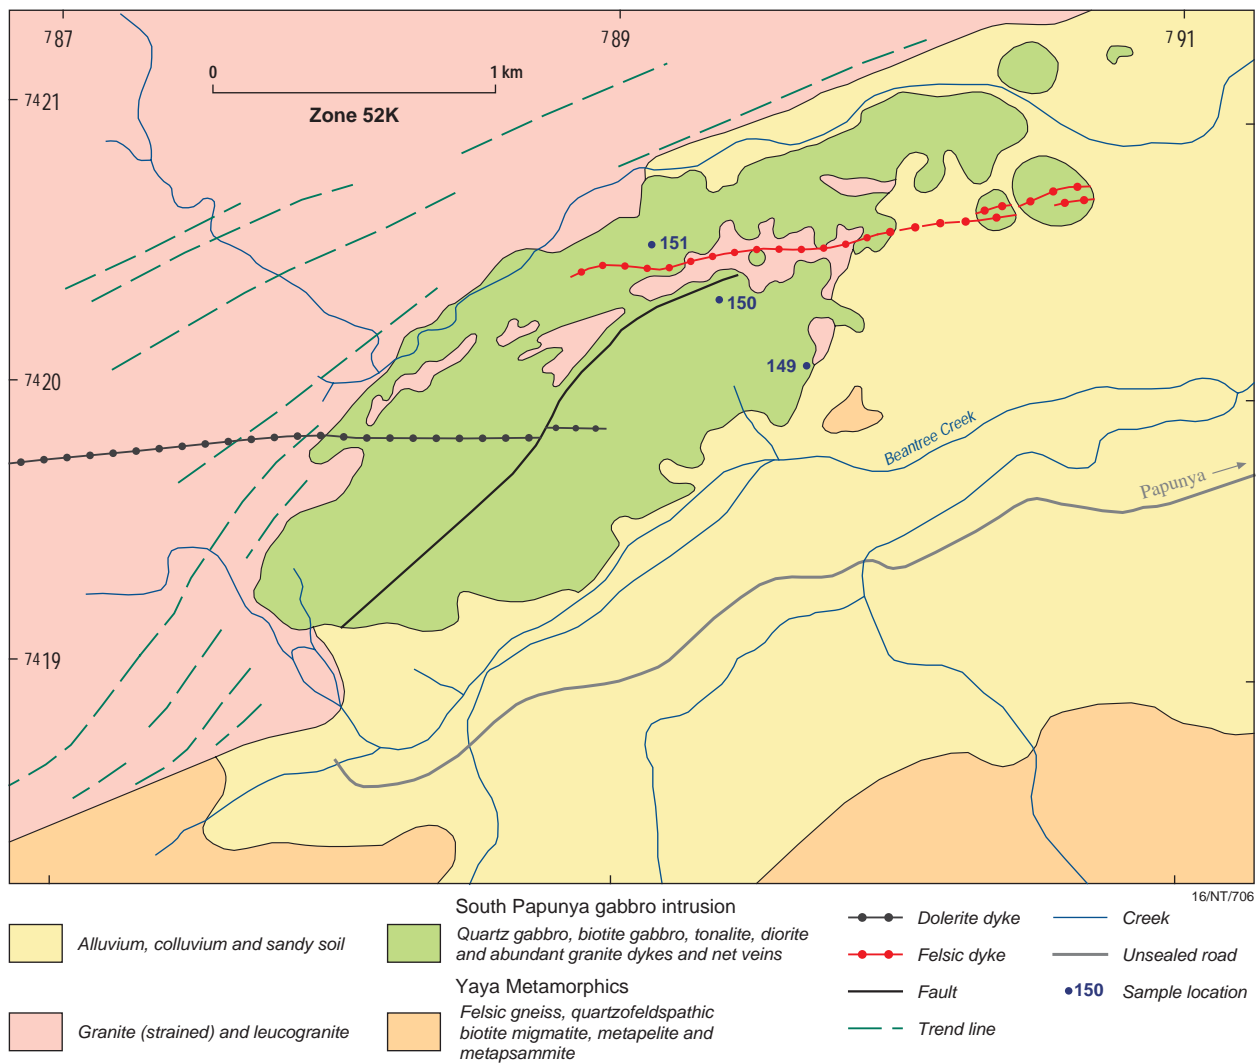 787
789
791
7421
7420
7419
0
1 km
Zone 52K
151
150
149
Beantree Creek
Papunya
16/NT/706
Alluvium, colluvium and sandy soil
Granite (strained) and leucogranite
South Papunya gabbro intrusion
Quartz gabbro, biotite gabbro, tonalite, diorite
and abundant granite dykes and net veins
Yaya Metamorphics
Felsic gneiss, quartzofeldspathic
biotite migmatite, metapelite and
metapsammite
Dolerite dyke
Felsic dyke
Fault
Trend line
Creek
Unsealed road
150 Sample location